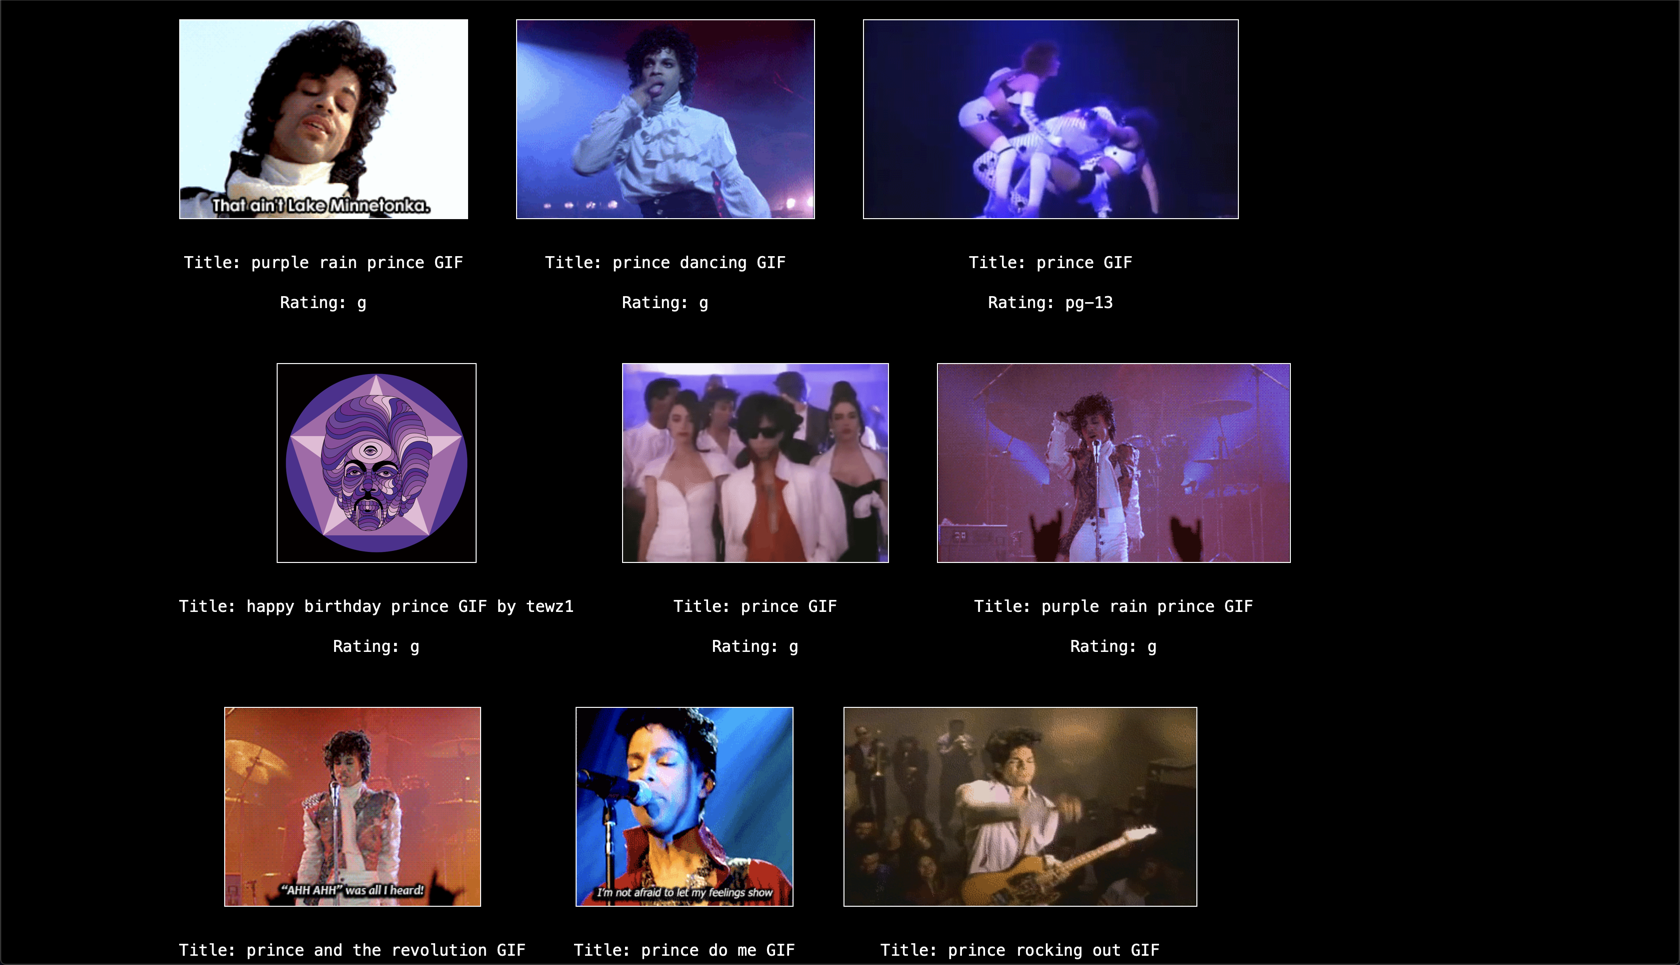 That ain't Lake Minnetonka.
Title: purple rain prince GIF
Rating: g
Title: prince dancing GIF
Rating: g
Title: prince GIF
Rating: pg-13
Title: happy birthday prince GIF by tewz1
Rating: g
Title: prince GIF
Rating: g
Title: purple rain prince GIF
Rating: g
“AHH AHH” was all I heard!
Title: prince and the revolution GIF
I'm not afraid to let my feelings show
Title: prince do me GIF
Title: prince rocking out GIF